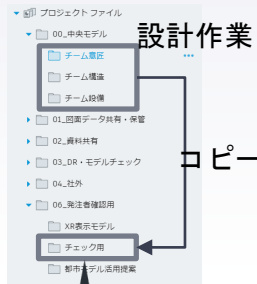 プロジェクト ファイル
00_中央モデル
設計作業
チーム意匠
チーム構造
チーム設備
01_図面データ共有・保管
02_資料共有
03_DR・モデルチェック
コピー
04_社外
06_発注者確認用
XR表示モデル
チェック用
都市モデル活用提案